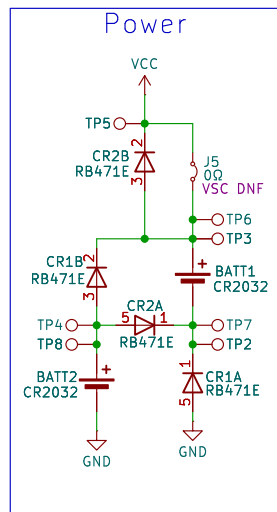 Power
VCC
TP5
2
CR2B
RB471E
3
J5
0Ω
VSC DNF
TP6
TP3
CR1B
RB471E
2
3
+
BATT1
CR2032
CR2A
TP4
5
1
TP7
RB471E
TP8
TP2
BATT2
CR2032
+
1
CR1A
RB471E
5
GND
GND